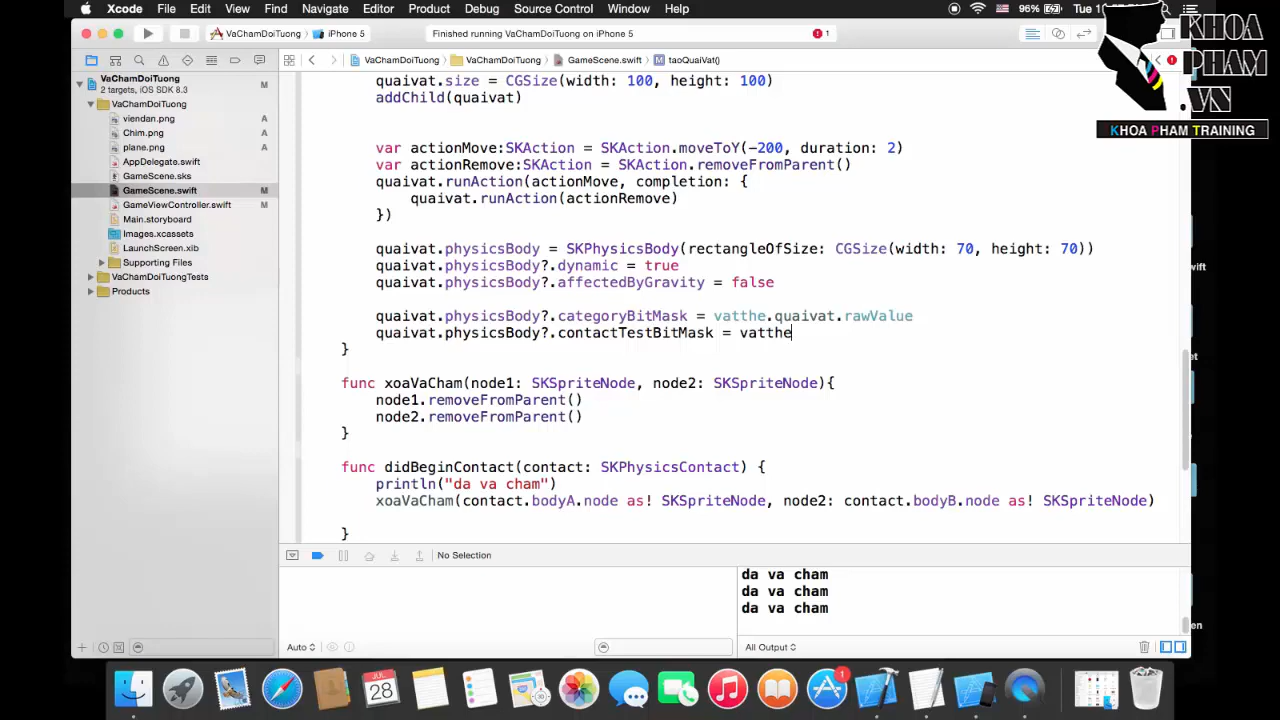 Xcode File Edit View Find Navigate Editor Product Debug Source Control Window Help 96% Tue 1
KHOA
PHAM
.VN
KHOA PHAM TRAINING
VaChamDoiTuong iPhone 5 Finished running VaChamDoiTuong on iPhone 5 1
VaChamDoiTuong VaChamDoiTuong GameScene.swift M taoQuaiVat()
VaChamDoiTuong M
2 targets, iOS SDK 8.3
VaChamDoiTuong
viendan.png A
Chim.png A
plane.png A
AppDelegate.swift
GameScene.sks
GameScene.swift M
GameViewController.swift M
Main.storyboard
Images.xcassets
LaunchScreen.xib
Supporting Files
VaChamDoiTuongTests
Products
quaivat.size = CGSize(width: 100, height: 100)
addChild(quaivat)
var actionMove:SKAction = SKAction.moveToY(-200, duration: 2)
var actionRemove:SKAction = SKAction.removeFromParent()
quaivat.runAction(actionMove, completion: {
quaivat.runAction(actionRemove)
})
quaivat.physicsBody = SKPhysicsBody(rectangleOfSize: CGSize(width: 70, height: 70))
quaivat.physicsBody?.dynamic = true
quaivat.physicsBody?.affectedByGravity = false
quaivat.physicsBody?.categoryBitMask = vatthe.quaivat.rawValue
quaivat.physicsBody?.contactTestBitMask = vatthe
}
func xoaVaCham(node1: SKSpriteNode, node2: SKSpriteNode){
node1.removeFromParent()
node2.removeFromParent()
}
func didBeginContact(contact: SKPhysicsContact) {
println("da va cham")
xoaVaCham(contact.bodyA.node as! SKSpriteNode, node2: contact.bodyB.node as! SKSpriteNode)
}
No Selection
da va cham
da va cham
da va cham
Auto
All Output
wift
et
en
JUL
28
1